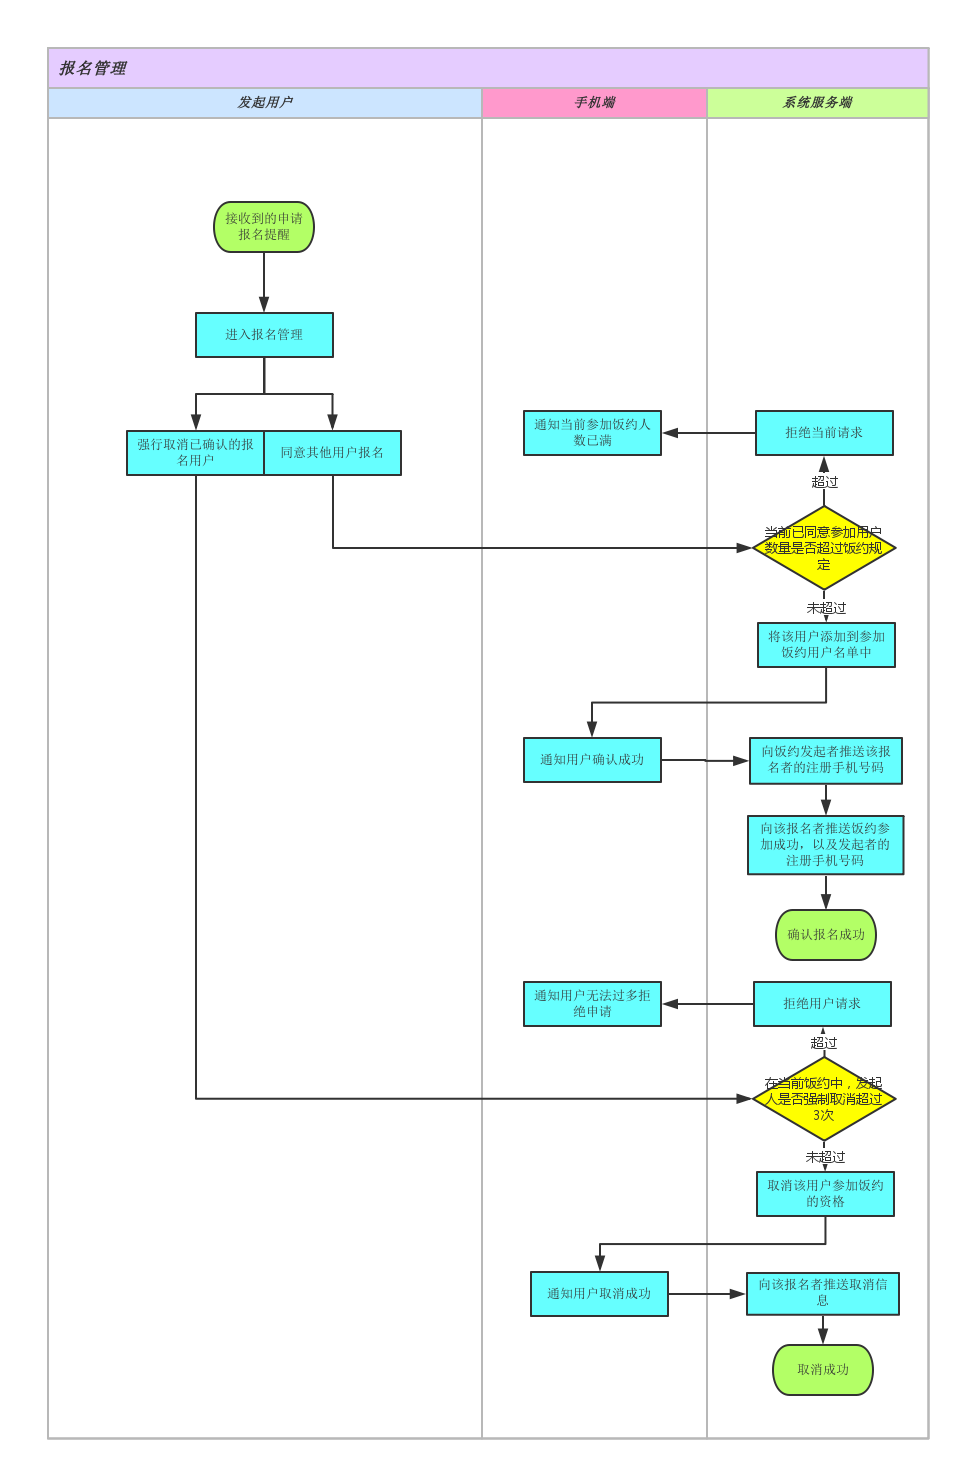 报名管理
发起用户
手机端
系统服务端
接收到的申请
报名提醒
进入报名管理
强行取消已确认的报
名用户
同意其他用户报名
通知当前参加饭约人
数已满
拒绝当前请求
超过
当前已同意参加用户
数量是否超过饭约规
定
未超过
将该用户添加到参加
饭约用户名单中
通知用户确认成功
向饭约发起者推送该报
名者的注册手机号码
向该报名者推送饭约参
加成功，以及发起者的
注册手机号码
确认报名成功
通知用户无法过多拒
绝申请
拒绝用户请求
超过
在当前饭约中，发起
人是否强制取消超过
3次
未超过
取消该用户参加饭约
的资格
通知用户取消成功
向该报名者推送取消信
息
取消成功